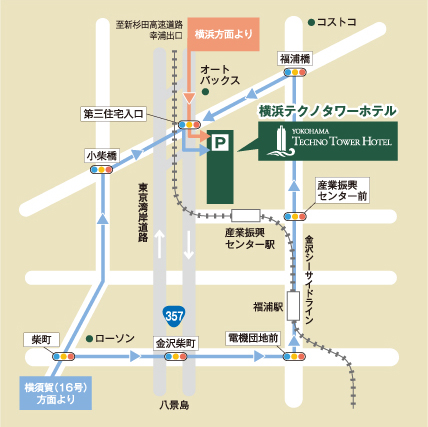 至新杉田高速道路
幸浦出口
横浜方面より
コストコ
福浦橋
オート
バックス
第三住宅入口
横浜テクノタワーホテル
P
YOKOHAMA
TECHNO TOWER HOTEL
小柴橋
東京湾岸道路
産業振興
センター前
産業振興
センター駅
金沢シーサイドライン
福浦駅
357
柴町
ローソン
金沢柴町
電機団地前
横須賀(16号)
方面より
八景島